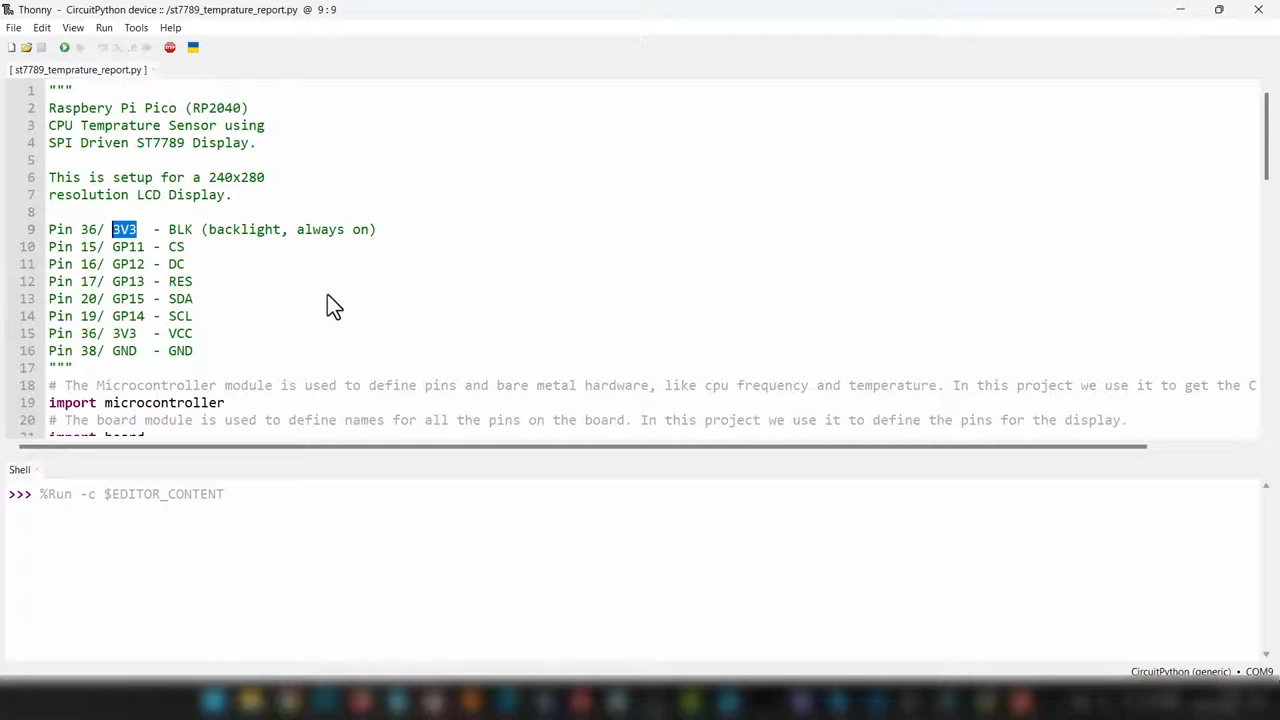 Thonny - CircuitPython device :: /st7789_temprature_report.py @ 9 : 9
File Edit View Run Tools Help
[ st7789_temprature_report.py ]
1 """
2 Raspbery Pi Pico (RP2040)
3 CPU Temprature Sensor using
4 SPI Driven ST7789 Display.
5
6 This is setup for a 240x280
7 resolution LCD Display.
8
9 Pin 36/ 3V3 - BLK (backlight, always on)
10 Pin 15/ GP11 - CS
11 Pin 16/ GP12 - DC
12 Pin 17/ GP13 - RES
13 Pin 20/ GP15 - SDA
14 Pin 19/ GP14 - SCL
15 Pin 36/ 3V3 - VCC
16 Pin 38/ GND - GND
17 """
18 # The Microcontroller module is used to define pins and bare metal hardware, like cpu frequency and temperature. In this project we use it to get the C
19 import microcontroller
20 # The board module is used to define names for all the pins on the board. In this project we use it to define the pins for the display.
21 import board
Shell
>>> %Run -c $EDITOR_CONTENT
CircuitPython (generic) • COM9